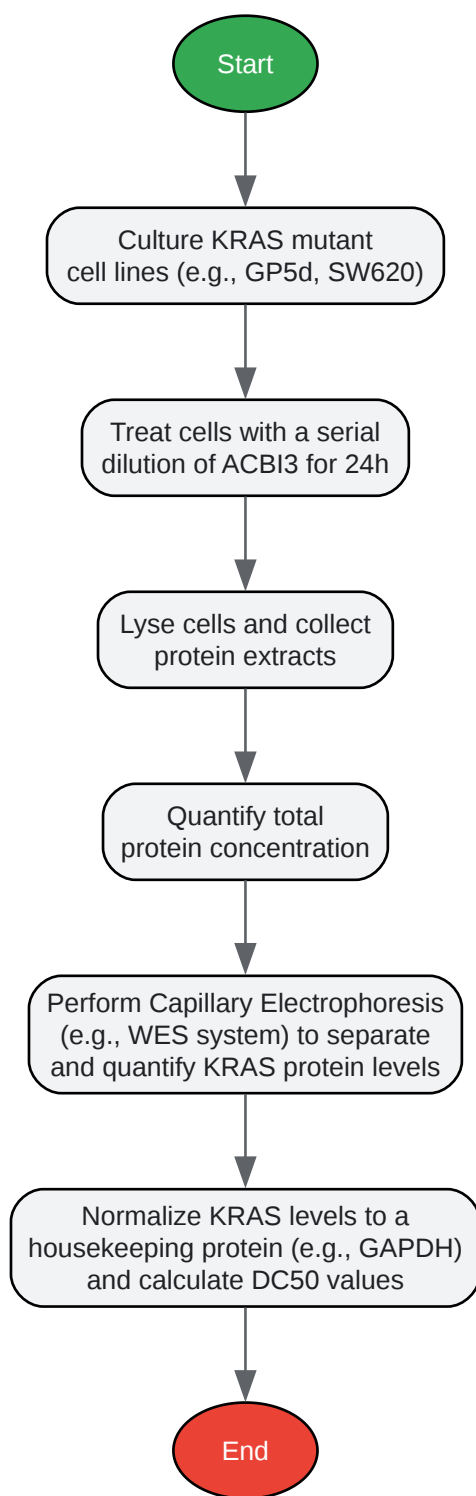 Start
Culture KRAS mutant
cell lines (e.g., GP5d, SW620)
Treat cells with a serial
dilution of ACBI3 for 24h
Lyse cells and collect
protein extracts
Quantify total
protein concentration
Perform Capillary Electrophoresis
(e.g., WES system) to separate
and quantify KRAS protein levels
Normalize KRAS levels to a
housekeeping protein (e.g., GAPDH)
and calculate DC50 values
End